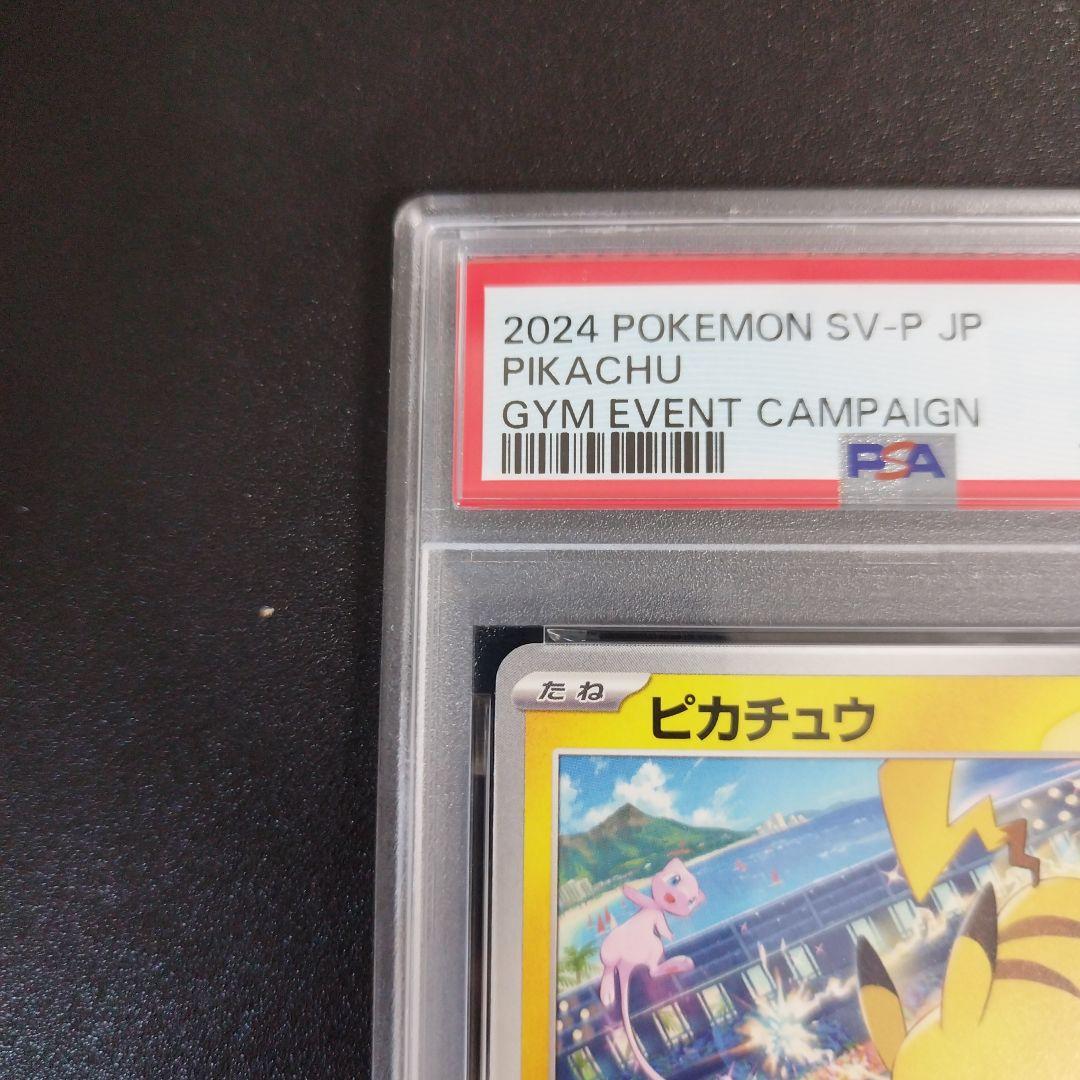 2024 POKEMON SV-P JP
PIKACHU
GYM EVENT CAMPAIGN
PSA
たね
ピカチュウ